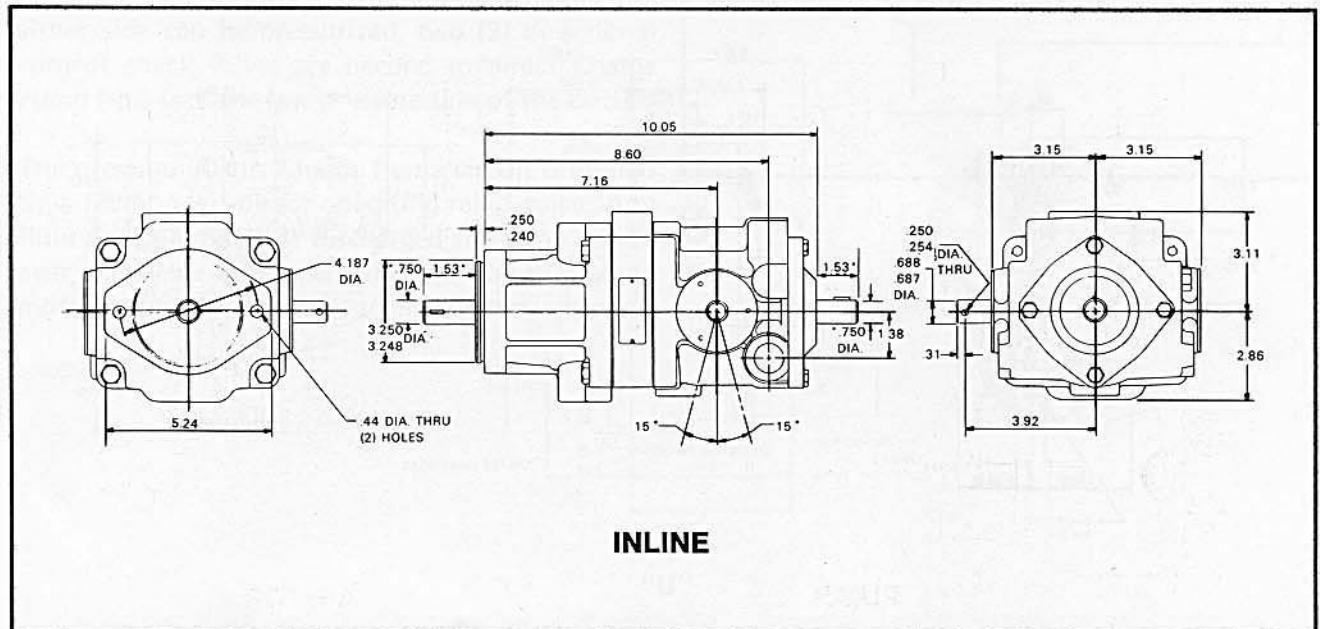 10.05
8.60
7.16
3.15 3.15
.250
.240
.750 1.53*
DIA.
4.187
DIA.
3.250
3.248
1.53*
*.750
DIA.
1.38
.250
.254
DIA.
THRU
.688
.687
DIA.
.31
3.11
2.86
3.92
5.24
.44 DIA. THRU
(2) HOLES
15° 15°
INLINE